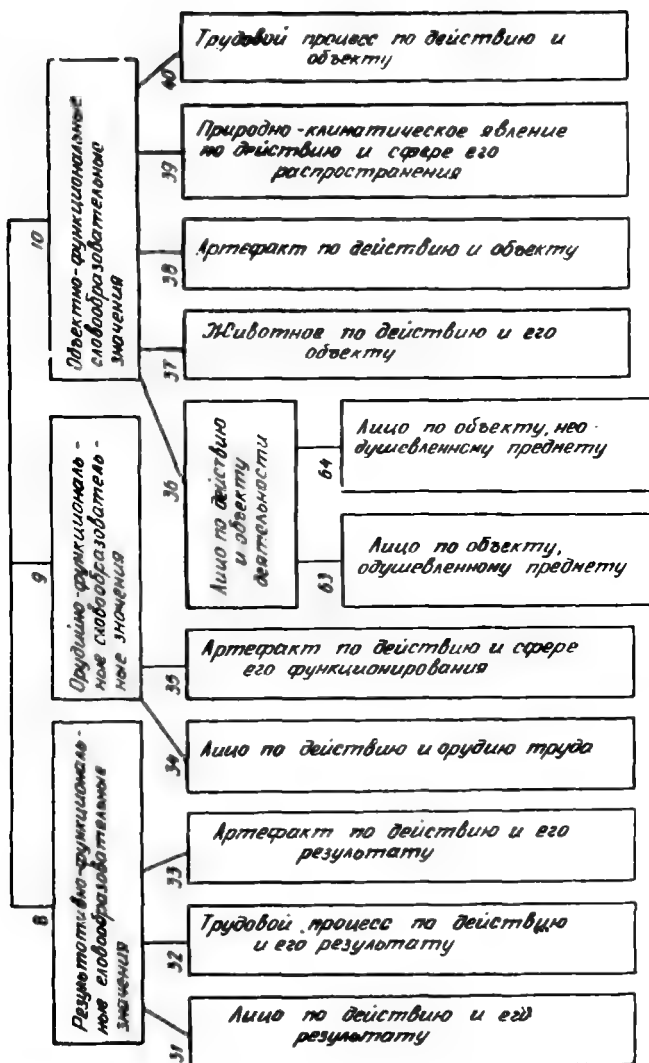 10
Объектно-функциональные
словообразовательные
значения
40
Трудовой процесс по действию и
объекту
39
Природно-климатическое явление
по действию и сфере его
распространения
38
Артефакт по действию и объекту
37
Животное по действию и его
объекту
36
Лицо по действию
и объекту
деятельности
64
Лицо по объекту, нео-
душевленному предмету
63
Лицо по объекту,
одушевленному предмету
9
Орудийно-функциональ-
ные словообразователь-
ные значения
35
Артефакт по действию и сфере
его функционирования
34
Лицо по действию и орудию труда
8
Результативно-функциональ-
ные словообразовательные
значения
33
Артефакт по действию и его
результату
32
Трудовой процесс по действию
и его результату
31
Лицо по действию и его
результату